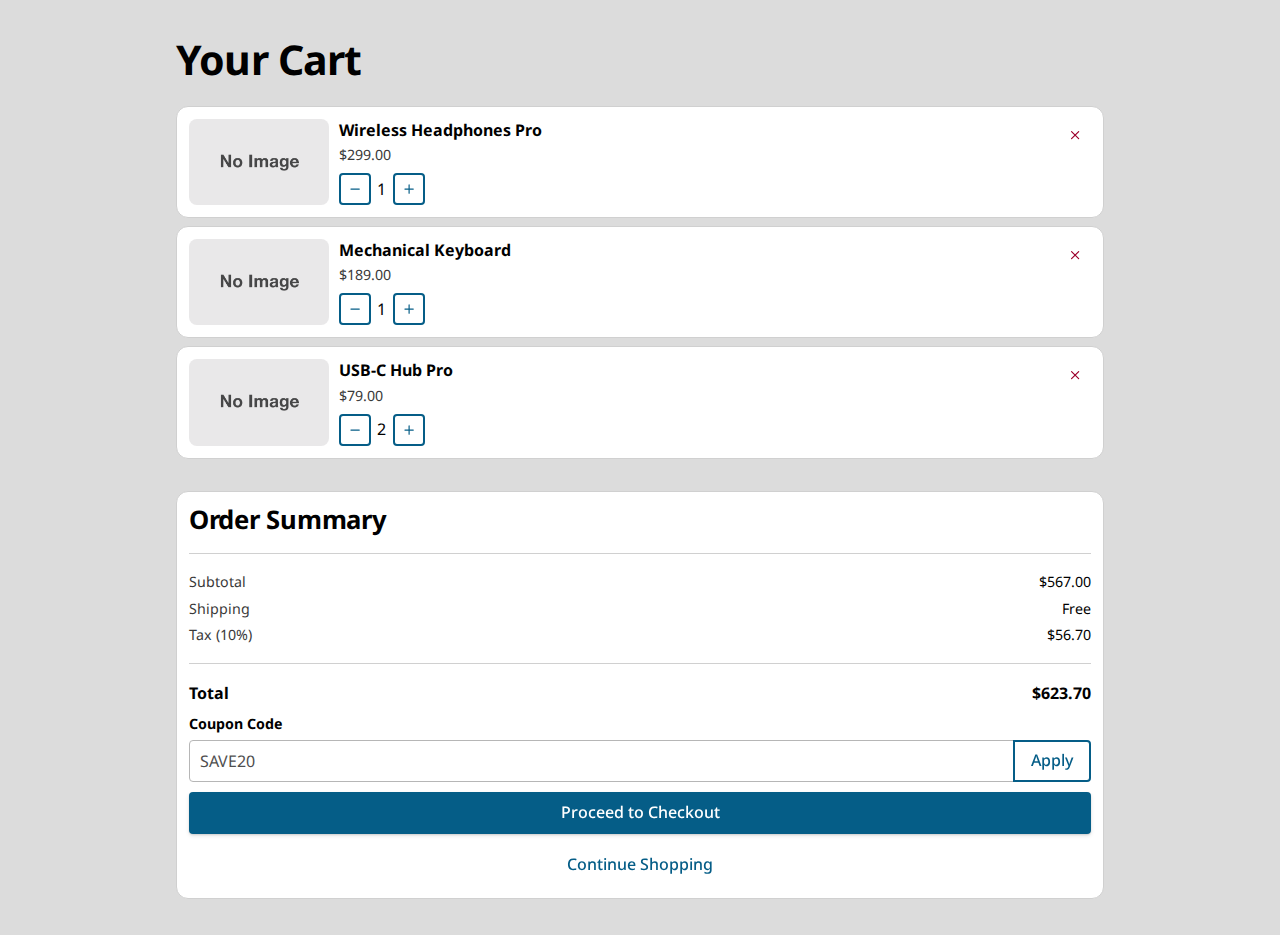 Your Cart
No Image
Wireless Headphones Pro
$299.00
− 1 +
×
No Image
Mechanical Keyboard
$189.00
− 1 +
×
No Image
USB-C Hub Pro
$79.00
− 2 +
×
Order Summary
Subtotal $567.00
Shipping Free
Tax (10%) $56.70
Total $623.70
Coupon Code
SAVE20 Apply
Proceed to Checkout
Continue Shopping